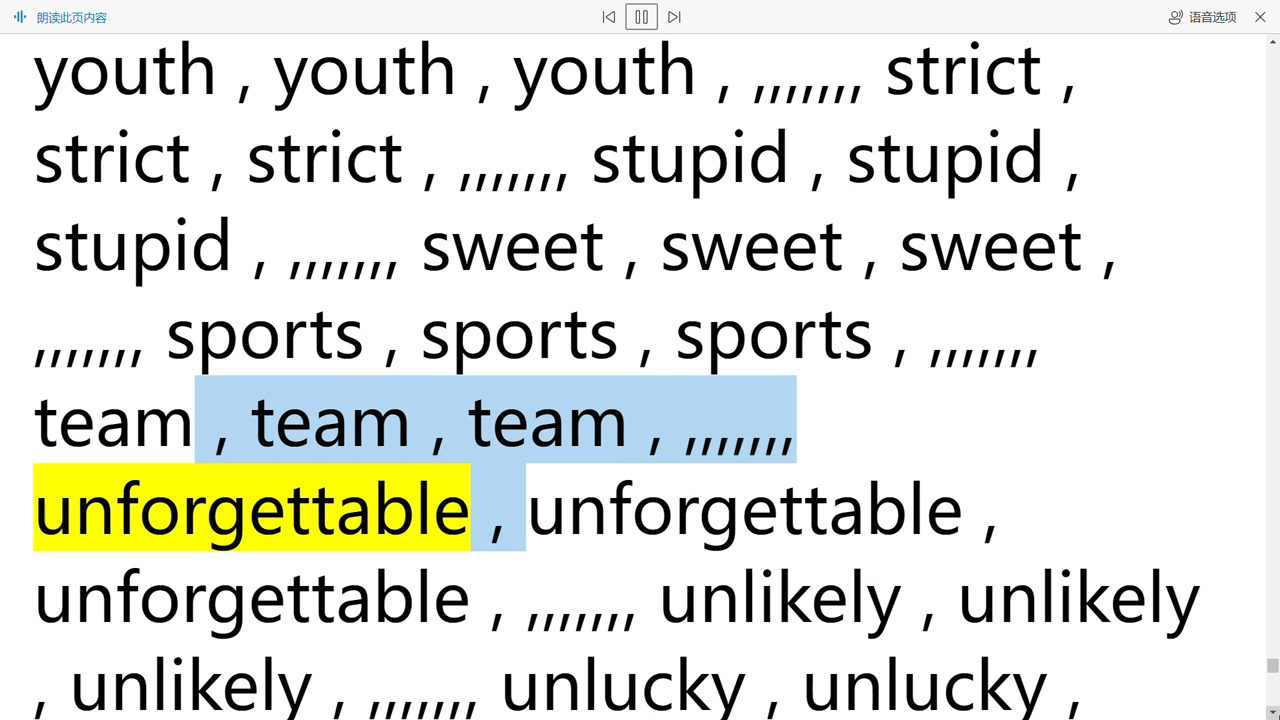 朗读此页内容
语音选项
youth , youth , youth , ,,,,,,, strict ,
strict , strict , ,,,,,,, stupid , stupid ,
stupid , ,,,,,,, sweet , sweet , sweet ,
,,,,,,, sports , sports , sports , ,,,,,,,
team , team , team , ,,,,,,,
unforgettable , unforgettable ,
unforgettable , ,,,,,,, unlikely , unlikely
, unlikely , ,,,,,,, unlucky , unlucky ,